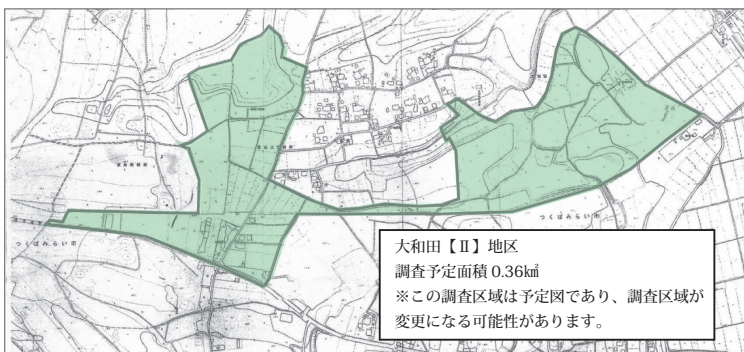 つくばみらい市
つくばみらい市
大和田【Ⅱ】地区
調査予定面積 0.36㎢
※この調査区域は予定図であり、調査区域が
変更になる可能性があります。